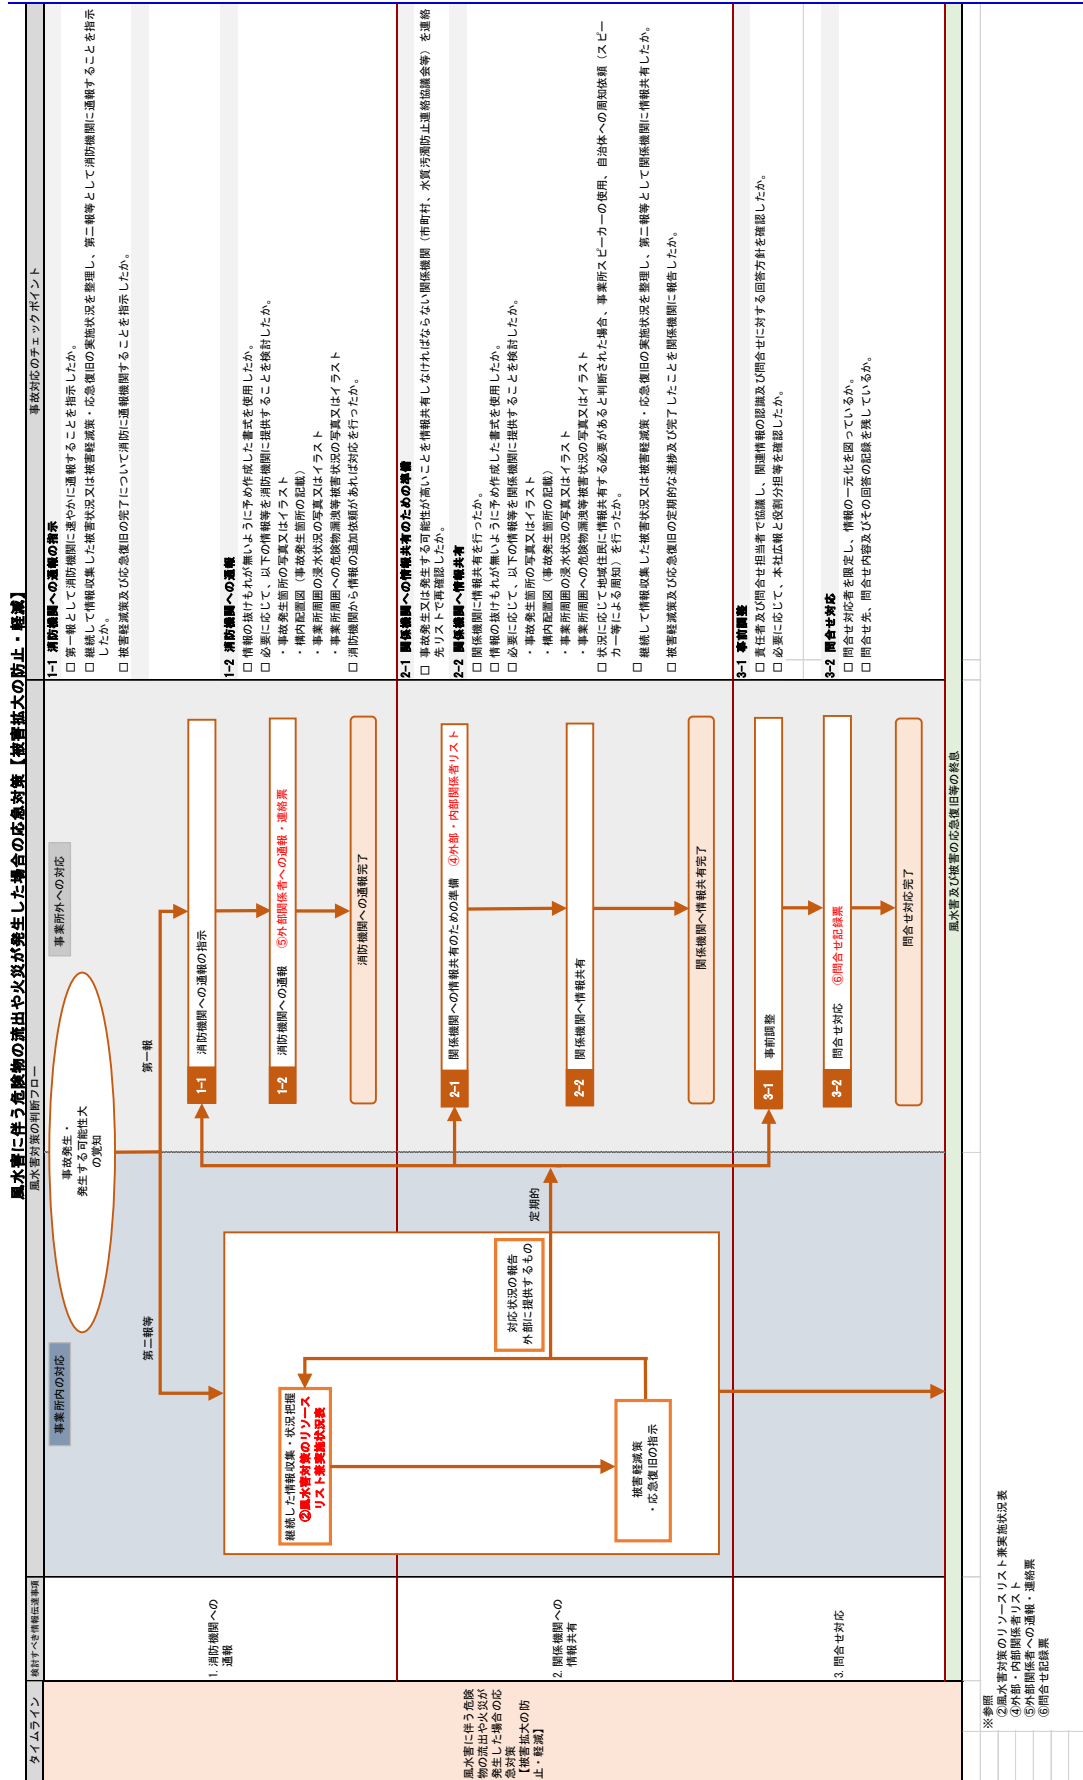 風水害に伴う危険物の流出や火災が発生した場合の応急対策【被害拡大の防止・軽減】
タイムライン
検討すべき情報伝達事項
風水害対策の判断フロー
事故対応のチェックポイント
風水害に伴う危険
物の流出や火災が
発生した場合の応
急対策
【被害拡大の防
止・軽減】
1. 消防機関への
通報
2. 関係機関への
情報共有
3. 問合せ対応
事業所内の対応
事業所外への対応
事故発生・
発生する可能性大
の覚知
第二報等
第一報
継続した情報収集・状況把握
②風水害対策のリソース
リスト兼実施状況表
被害軽減策
・応急復旧の指示
対応状況の報告
外部に提供するもの
定期的
1-1 消防機関への通報の指示
1-2 消防機関への通報 ⑤外部関係者への通報・連絡票
消防機関への通報完了
2-1 関係機関への情報共有のための準備 ④外部・内部関係者リスト
2-2 関係機関へ情報共有
関係機関へ情報共有完了
3-1 事前調整
3-2 問合せ対応 ⑥問合せ記録票
問合せ対応完了
1-1 消防機関への通報の指示
□ 第一報として消防機関に速やかに通報することを指示したか。
□ 継続して情報収集した被害状況又は被害軽減策・応急復旧の実施状況を整理し、第二報等として消防機関に通報することを指示
したか。
□ 被害軽減策及び応急復旧の完了について消防に通報機関することを指示したか。
1-2 消防機関への通報
□ 情報の抜けもれが無いように予め作成した書式を使用したか。
□ 必要に応じて、以下の情報等を消防機関に提供することを検討したか。
・事故発生箇所の写真又はイラスト
・構内配置図（事故発生箇所の記載）
・事業所周囲の浸水状況の写真又はイラスト
・事業所周囲への危険物漏洩等被害状況の写真又はイラスト
□ 消防機関から情報の追加依頼があれば対応を行ったか。
2-1 関係機関への情報共有のための準備
□ 事故発生又は発生する可能性が高いことを情報共有しなければならない関係機関（市町村、水質汚濁防止連絡協議会等）を連絡
先リストで再確認したか。
2-2 関係機関へ情報共有
□ 関係機関に情報共有を行ったか。
□ 情報の抜けもれが無いように予め作成した書式を使用したか。
□ 必要に応じて、以下の情報等を関係機関に提供することを検討したか。
・事故発生箇所の写真又はイラスト
・構内配置図（事故発生箇所の記載）
・事業所周囲の浸水状況の写真又はイラスト
・事業所周囲への危険物漏洩等被害状況の写真又はイラスト
□ 状況に応じて地域住民に情報共有する必要があると判断された場合、事業所スピーカーの使用、自治体への周知依頼（スピー
カー等による周知）を行ったか。
□ 継続して情報収集した被害状況又は被害軽減策・応急復旧の実施状況を整理し、第二報等として関係機関に情報共有したか。
□ 被害軽減策及び応急復旧の定期的な進捗及び完了したことを関係機関に報告したか。
3-1 事前調整
□ 責任者及び問合せ担当者で協議し、関連情報の認識及び問合せに対する回答方針を確認したか。
□ 必要に応じて、本社広報と役割分担等を確認したか。
3-2 問合せ対応
□ 問合せ対応者を限定し、情報の一元化を図っているか。
□ 問合せ先、問合せ内容及びその回答の記録を残しているか。
風水害及び被害の応急復旧等の終息
※参照
②風水害対策のリソースリスト兼実施状況表
④外部・内部関係者リスト
⑤外部関係者への通報・連絡票
⑥問合せ記録票